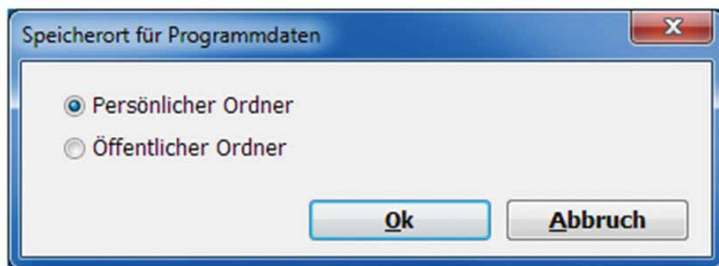 Speicherort für Programmdaten
Persönlicher Ordner
Öffentlicher Ordner
Ok Abbruch